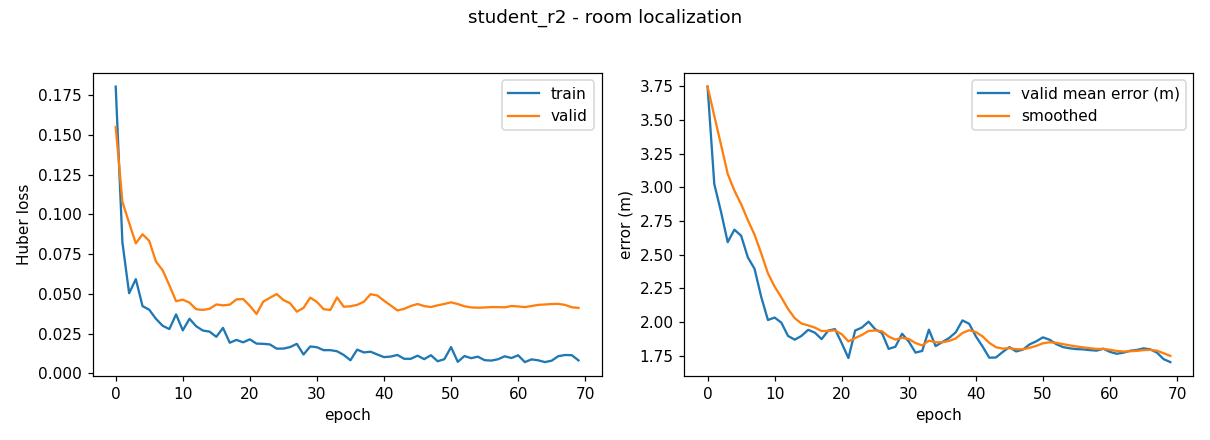 student_r2 - room localization
Huber loss
0.175
0.150
0.125
0.100
0.075
0.050
0.025
0.000
train
valid
0 10 20 30 40 50 60 70
epoch
error (m)
3.75
3.50
3.25
3.00
2.75
2.50
2.25
2.00
1.75
valid mean error (m)
smoothed
0 10 20 30 40 50 60 70
epoch